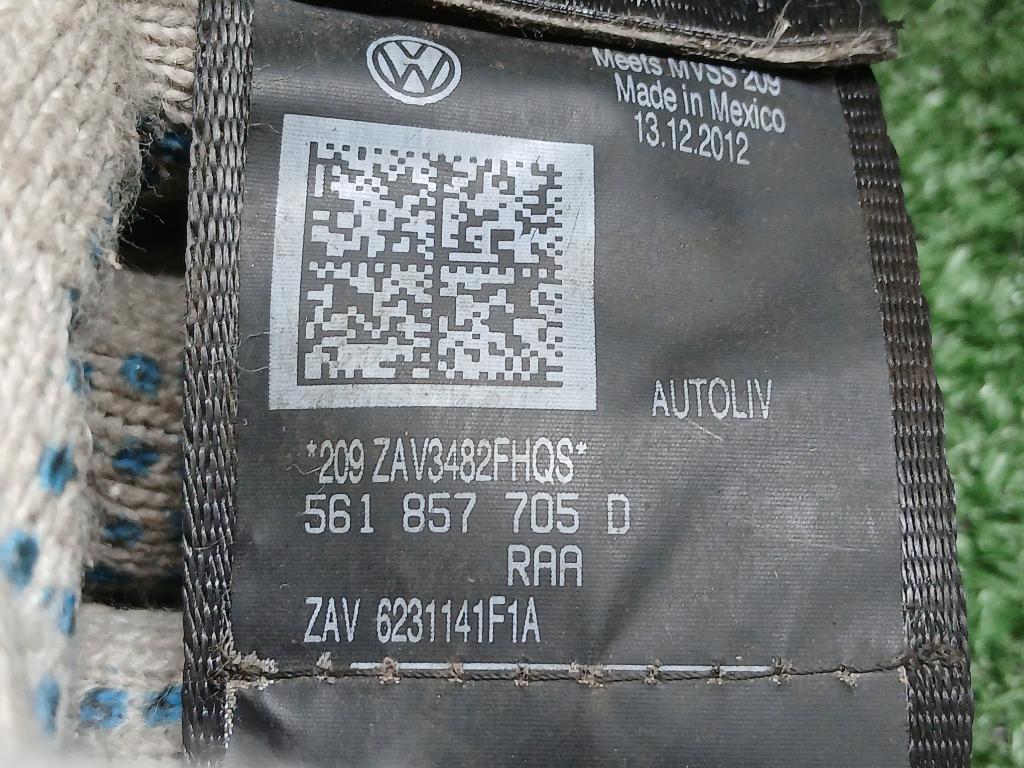 Meets MVSS 209
Made in Mexico
13.12.2012
AUTOLIV
*209 ZAV3482FHQS*
561 857 705 D
RAA
ZAV 6231141F1A